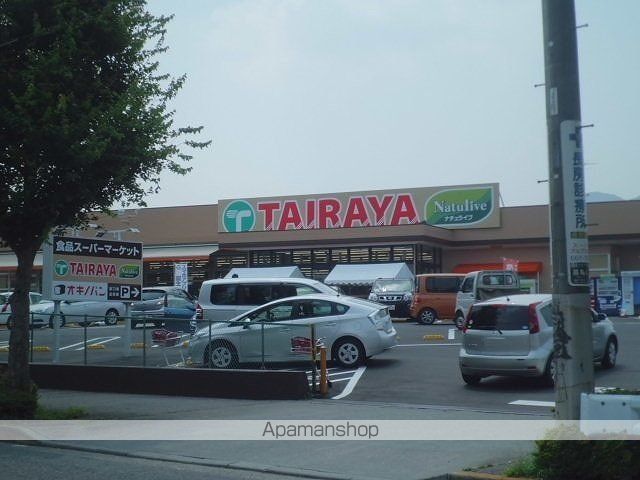 TAIRAYA
Natulive
ナチュライブ
食品スーパーマーケット
TAIRAYA
Natulive
オキノパン
P
Apamanshop